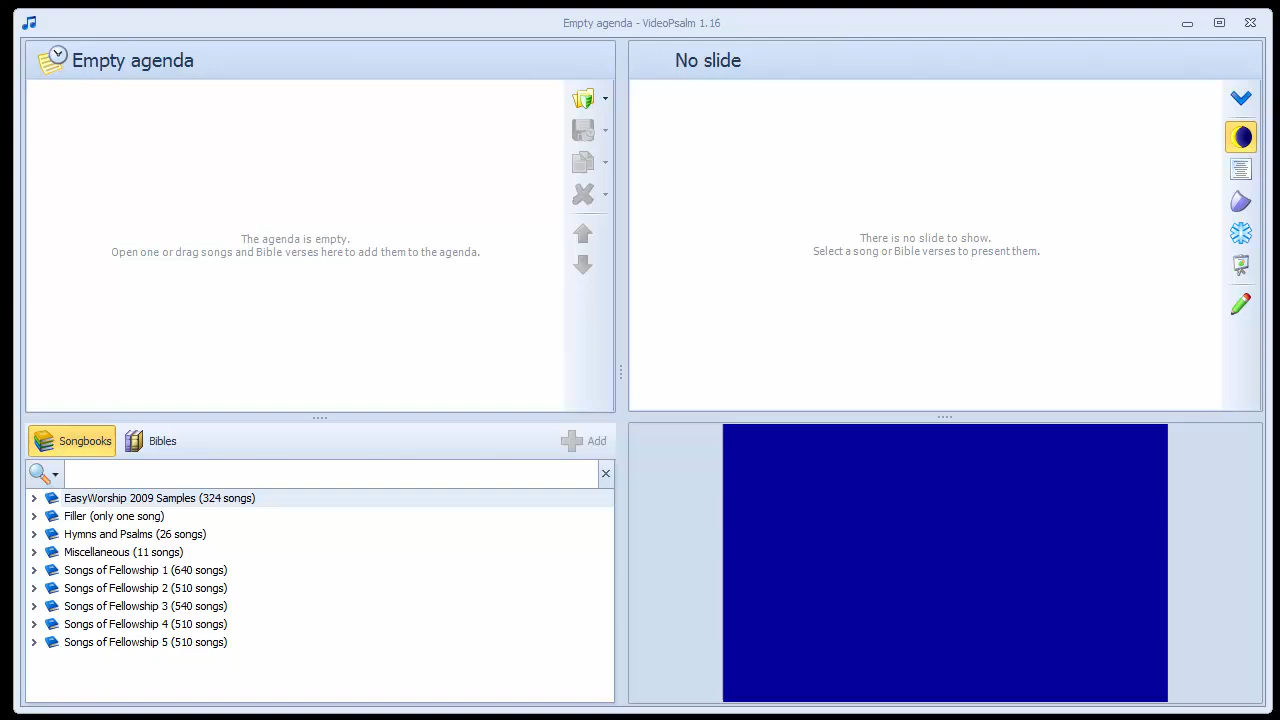 Empty agenda - VideoPsalm 1.16
Empty agenda
No slide
The agenda is empty.
Open one or drag songs and Bible verses here to add them to the agenda.
There is no slide to show.
Select a song or Bible verses to present them.
Songbooks
Bibles
Add
EasyWorship 2009 Samples (324 songs)
Filler (only one song)
Hymns and Psalms (26 songs)
Miscellaneous (11 songs)
Songs of Fellowship 1 (640 songs)
Songs of Fellowship 2 (510 songs)
Songs of Fellowship 3 (540 songs)
Songs of Fellowship 4 (510 songs)
Songs of Fellowship 5 (510 songs)